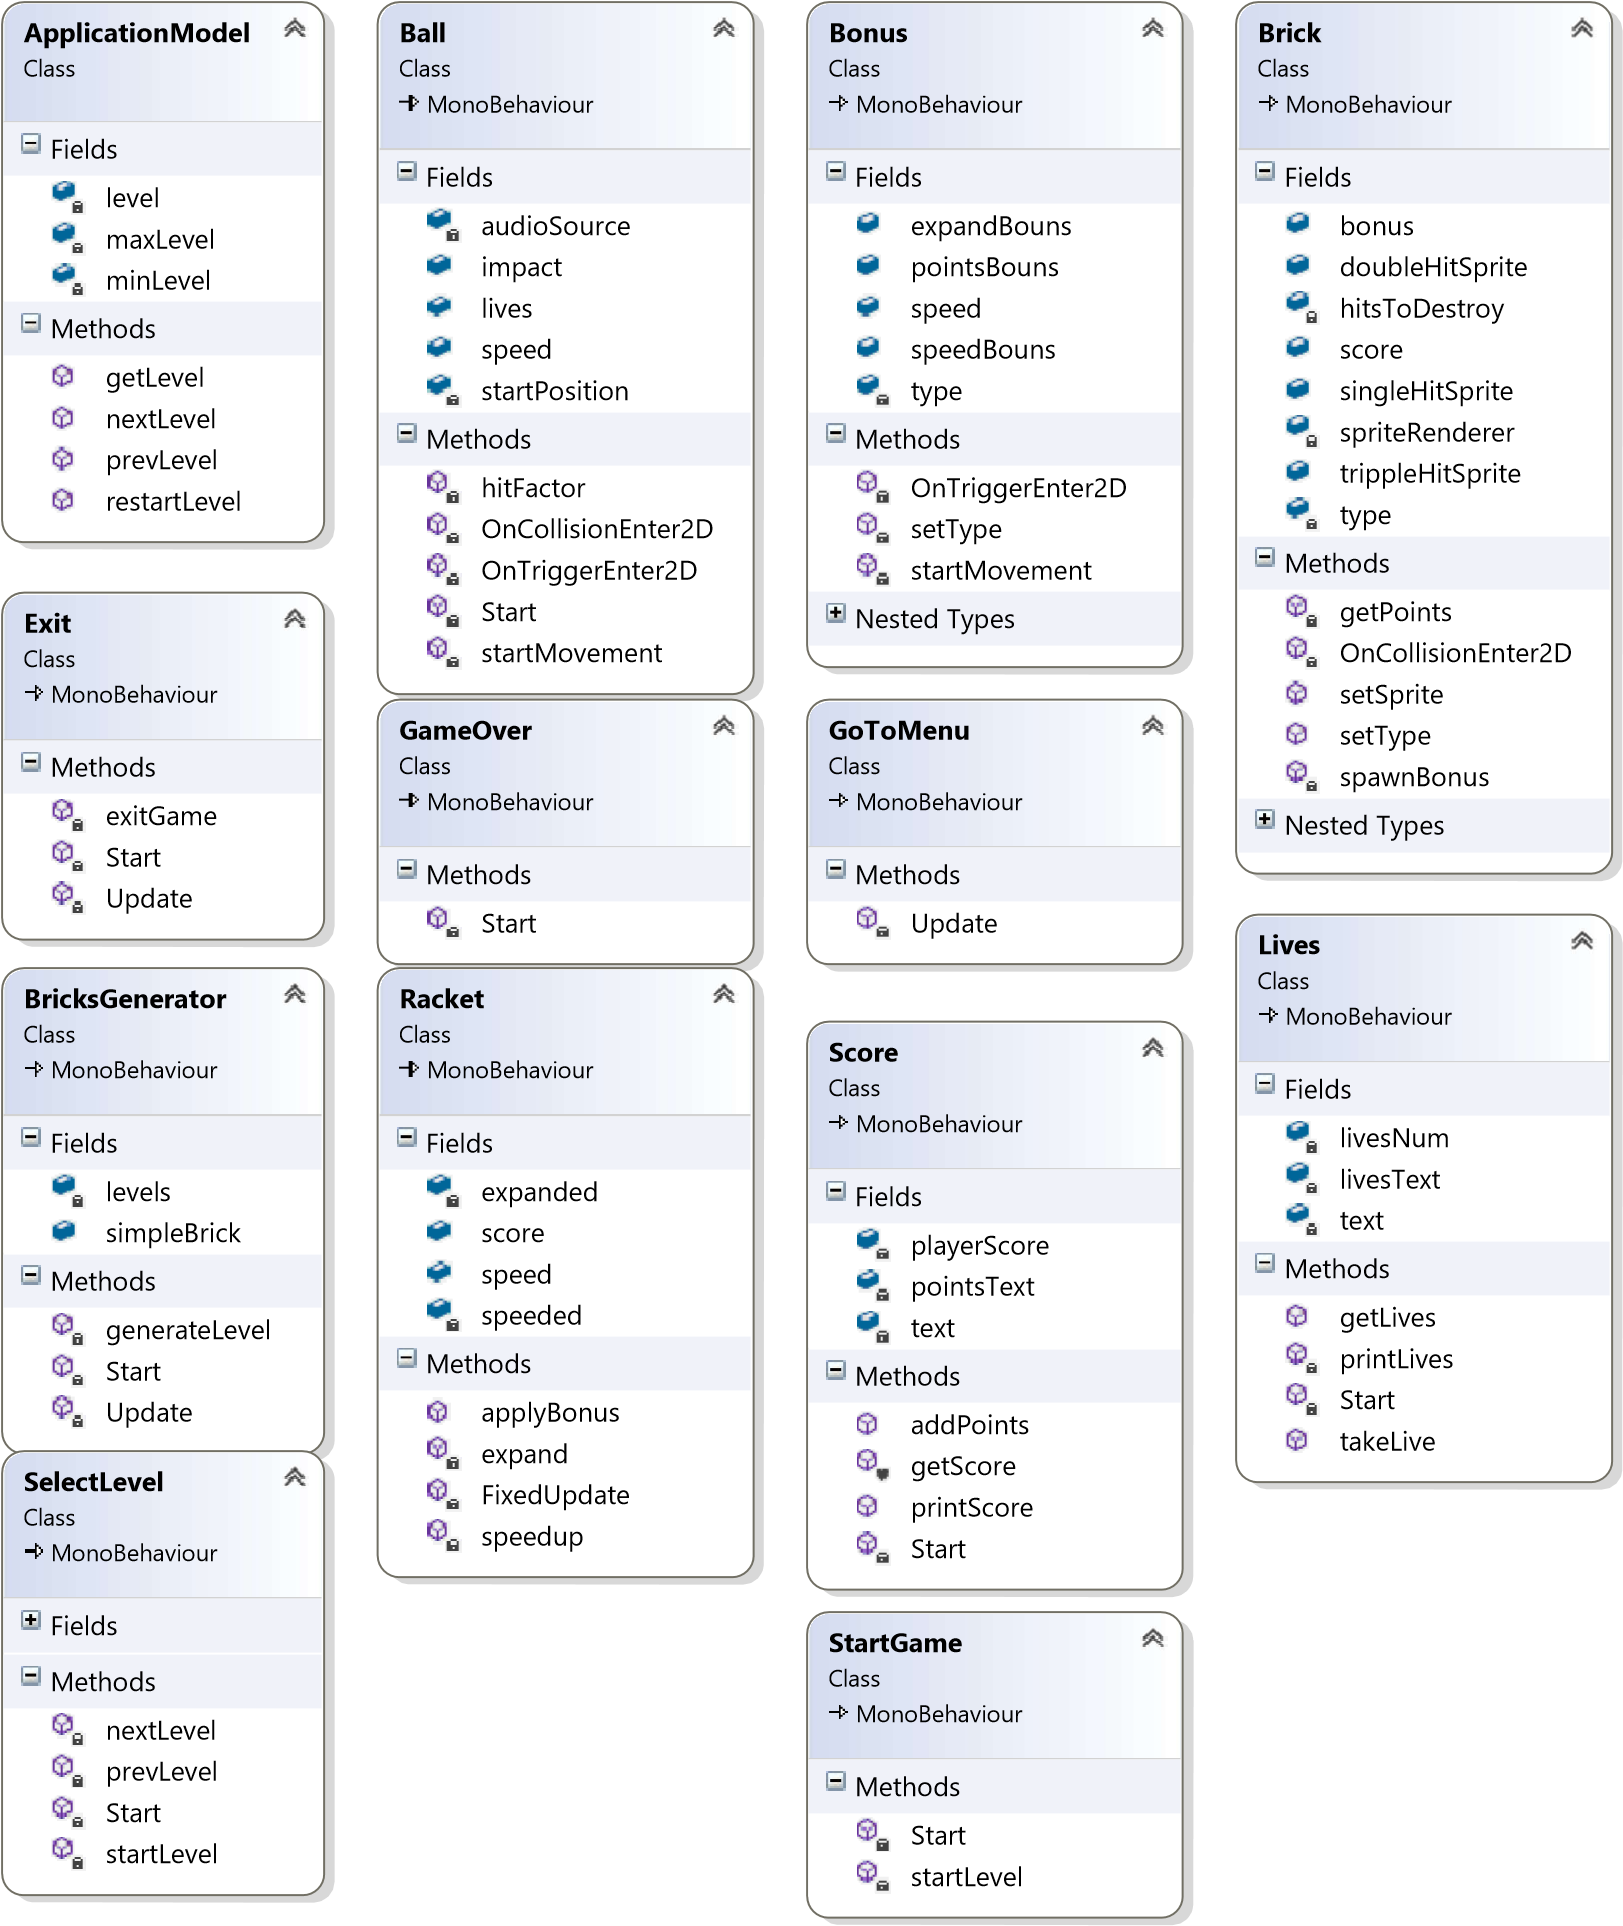 ApplicationModel
Class
Fields
level
maxLevel
minLevel
Methods
getLevel
nextLevel
prevLevel
restartLevel
Exit
Class
MonoBehaviour
Methods
exitGame
Start
Update
BricksGenerator
Class
MonoBehaviour
Fields
levels
simpleBrick
Methods
generateLevel
Start
Update
SelectLevel
Class
MonoBehaviour
Fields
Methods
nextLevel
prevLevel
Start
startLevel
Ball
Class
MonoBehaviour
Fields
audioSource
impact
lives
speed
startPosition
Methods
hitFactor
OnCollisionEnter2D
OnTriggerEnter2D
Start
startMovement
GameOver
Class
MonoBehaviour
Methods
Start
Racket
Class
MonoBehaviour
Fields
expanded
score
speed
speeded
Methods
applyBonus
expand
FixedUpdate
speedup
Bonus
Class
MonoBehaviour
Fields
expandBouns
pointsBouns
speed
speedBouns
type
Methods
OnTriggerEnter2D
setType
startMovement
Nested Types
GoToMenu
Class
MonoBehaviour
Methods
Update
Score
Class
MonoBehaviour
Fields
playerScore
pointsText
text
Methods
addPoints
getScore
printScore
Start
StartGame
Class
MonoBehaviour
Methods
Start
startLevel
Brick
Class
MonoBehaviour
Fields
bonus
doubleHitSprite
hitsToDestroy
score
singleHitSprite
spriteRenderer
trippleHitSprite
type
Methods
getPoints
OnCollisionEnter2D
setSprite
setType
spawnBonus
Nested Types
Lives
Class
MonoBehaviour
Fields
livesNum
livesText
text
Methods
getLives
printLives
Start
takeLive